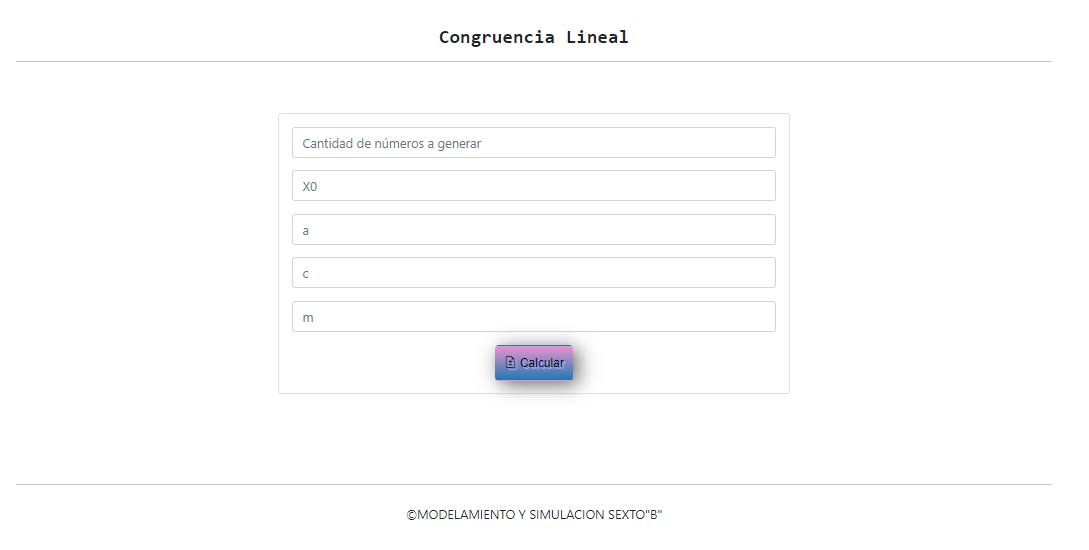 Congruencia Lineal
Cantidad de números a generar
X0
a
c
m
Calcular
©MODELAMIENTO Y SIMULACION SEXTO"B"